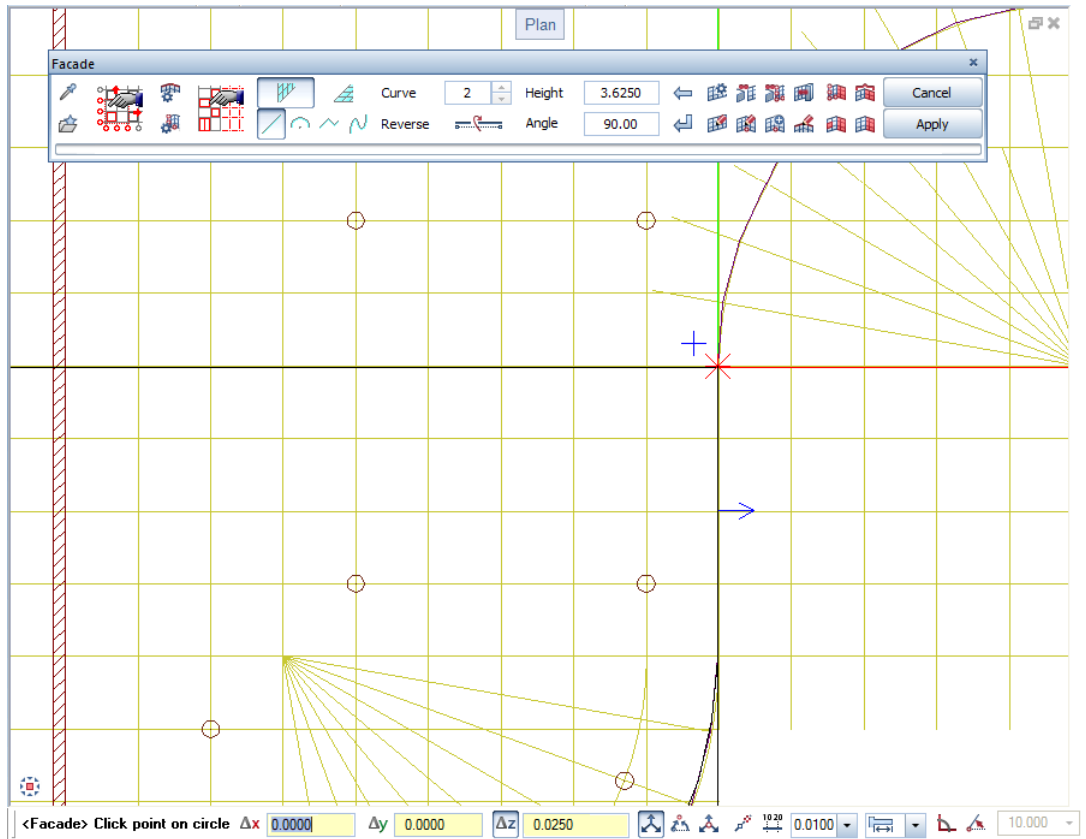 Plan
Facade
Curve 2 Height 3.6250 Cancel
Reverse Angle 90.00 Apply
<Facade> Click point on circle Δx 0.0000 Δy 0.0000 Δz 0.0250 1020 0.0100 10.000